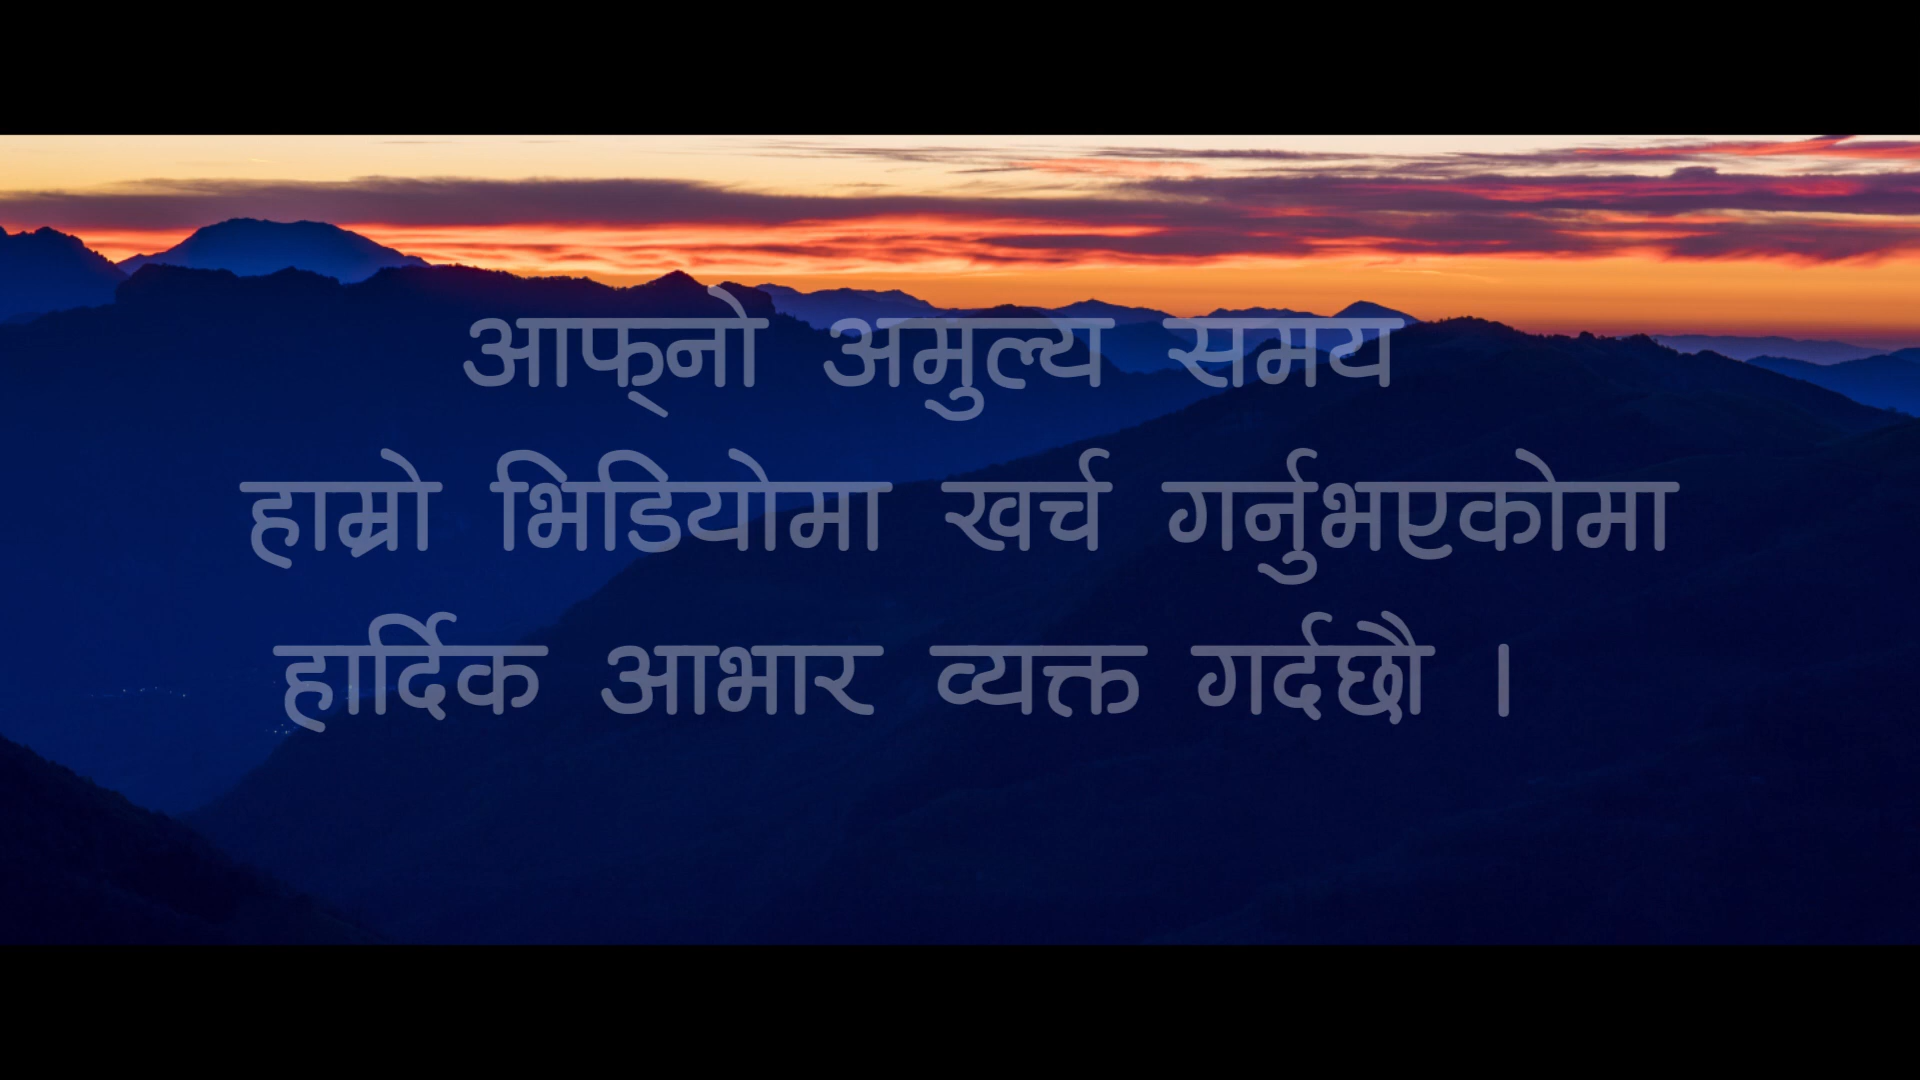 आफ्‌नो अमुल्य समय
हाम्रो भिडियोमा खर्च गर्नुभएकोमा
हार्दिक आभार व्यक्त गर्दछौ ।